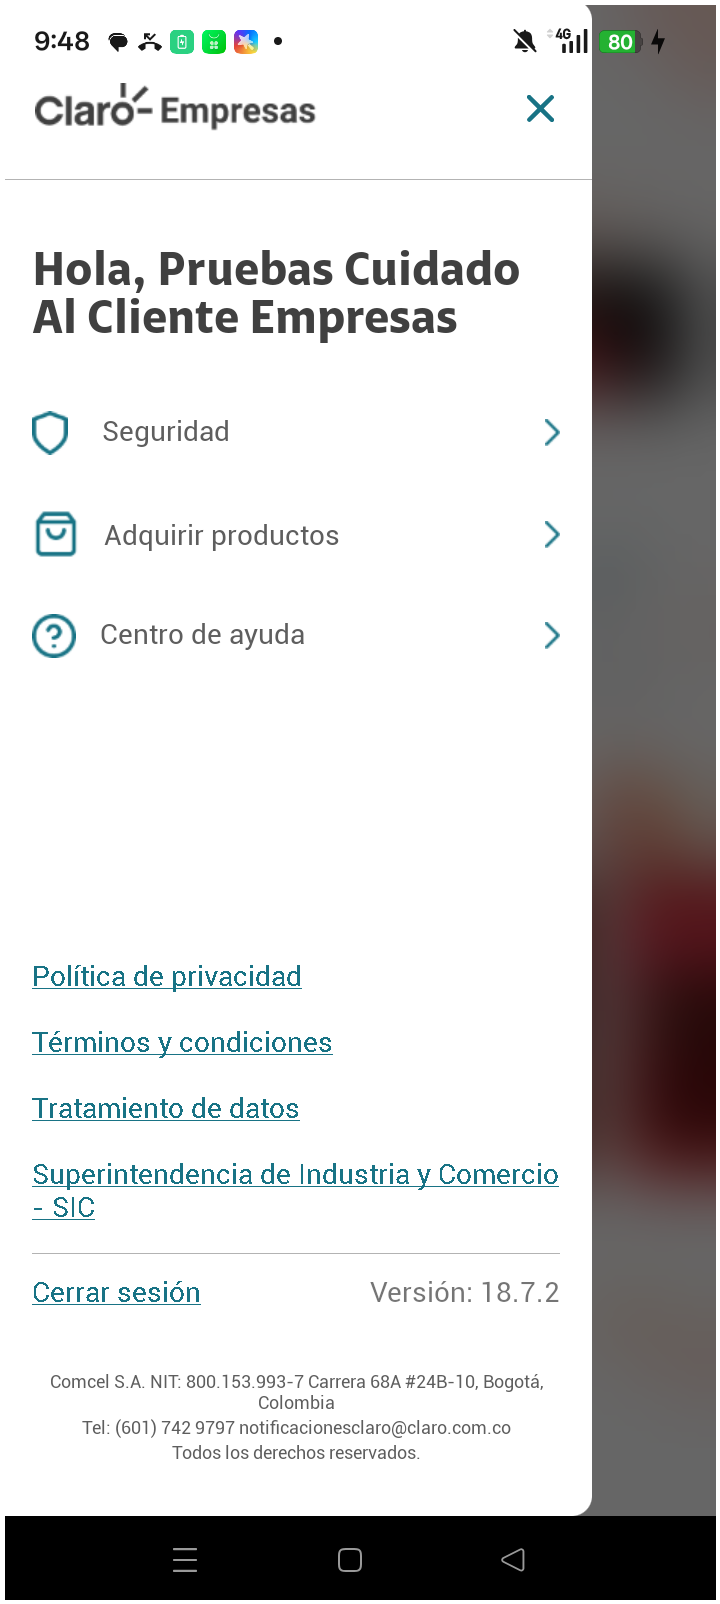 9:48
4G
80
Claro Empresas
Hola, Pruebas Cuidado
Al Cliente Empresas
Seguridad
Adquirir productos
Centro de ayuda
Política de privacidad
Términos y condiciones
Tratamiento de datos
Superintendencia de Industria y Comercio
- SIC
Cerrar sesión
Versión: 18.7.2
Comcel S.A. NIT: 800.153.993-7 Carrera 68A #24B-10, Bogotá,
Colombia
Tel: (601) 742 9797 notificacionesclaro@claro.com.co
Todos los derechos reservados.